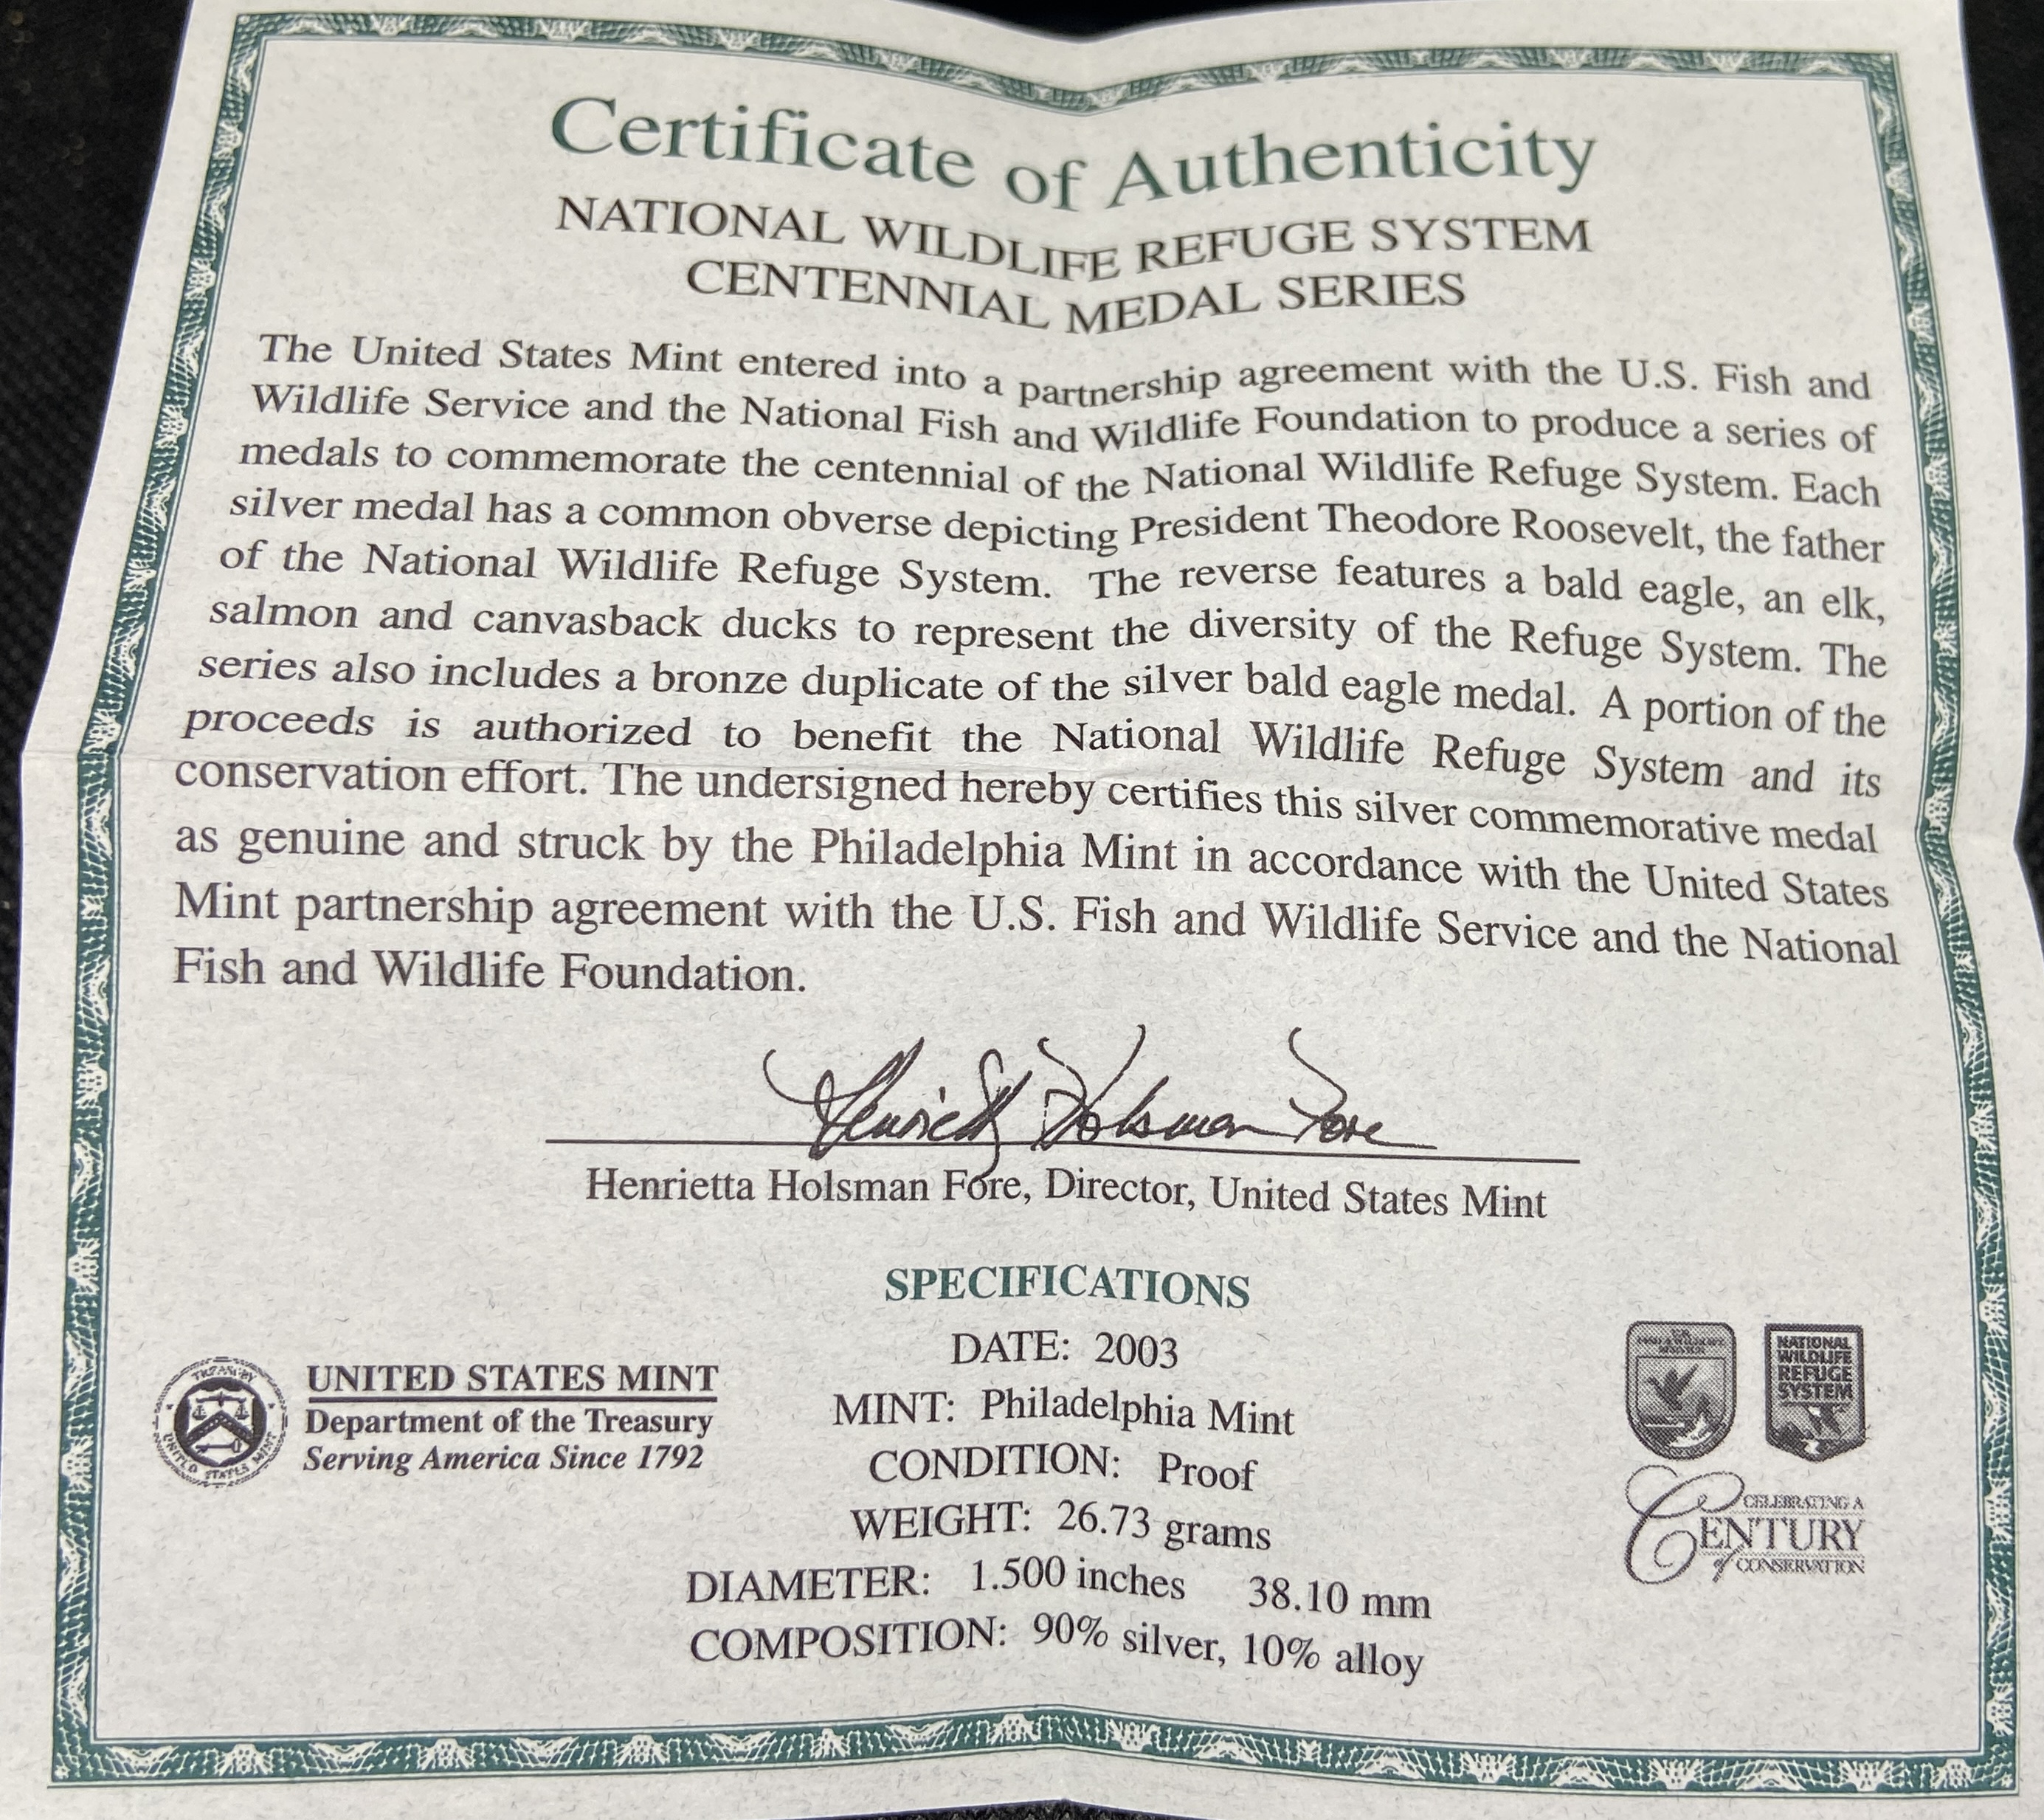 Certificate of Authenticity
NATIONAL WILDLIFE REFUGE SYSTEM
CENTENNIAL MEDAL SERIES
The United States Mint entered into a partnership agreement with the U.S. Fish and
Wildlife Service and the National Fish and Wildlife Foundation to produce a series of
medals to commemorate the centennial of the National Wildlife Refuge System. Each
silver medal has a common obverse depicting President Theodore Roosevelt, the father
of the National Wildlife Refuge System. The reverse features a bald eagle, an elk,
salmon and canvasback ducks to represent the diversity of the Refuge System. The
series also includes a bronze duplicate of the silver bald eagle medal. A portion of the
proceeds is authorized to benefit the National Wildlife Refuge System and its
conservation effort. The undersigned hereby certifies this silver commemorative medal
as genuine and struck by the Philadelphia Mint in accordance with the United States
Mint partnership agreement with the U.S. Fish and Wildlife Service and the National
Fish and Wildlife Foundation.
Henrietta Holsman Fore
Henrietta Holsman Fore, Director, United States Mint
SPECIFICATIONS
DATE: 2003
MINT: Philadelphia Mint
CONDITION: Proof
WEIGHT: 26.73 grams
DIAMETER: 1.500 inches 38.10 mm
COMPOSITION: 90% silver, 10% alloy
TREASURY
UNITED STATES MINT
UNITED STATES MINT
Department of the Treasury
Serving America Since 1792
NATIONAL
WILDLIFE
REFUGE
SYSTEM
CELEBRATING A
CENTURY
of CONSERVATION